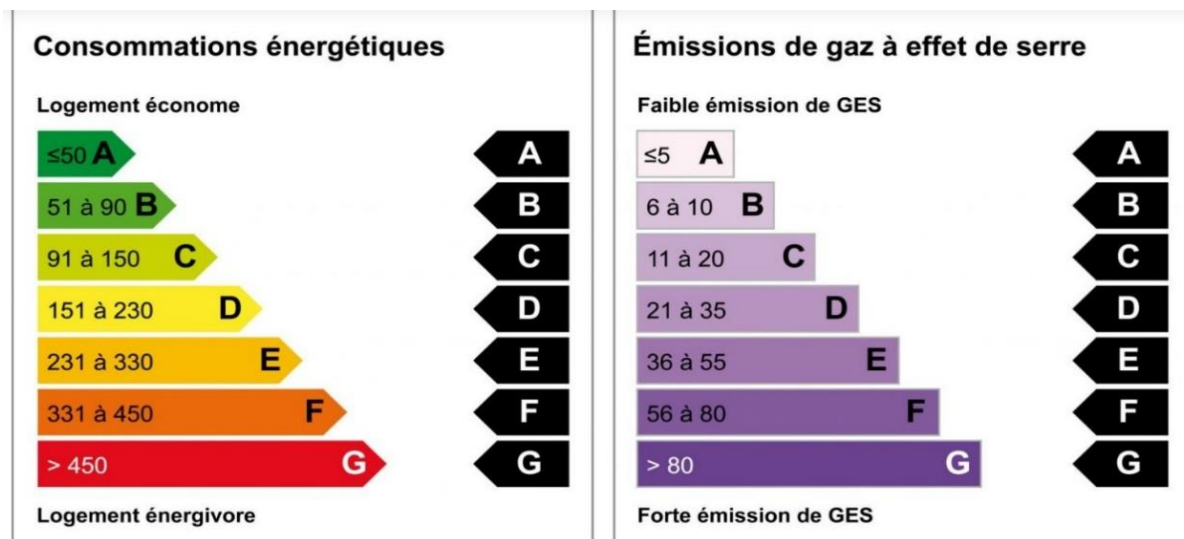 Consommations énergétiques
Logement économe
≤50 A
A
51 à 90 B
B
91 à 150 C
C
151 à 230 D
D
231 à 330 E
E
331 à 450 F
F
> 450 G
G
Logement énergivore
Émissions de gaz à effet de serre
Faible émission de GES
≤5 A
A
6 à 10 B
B
11 à 20 C
C
21 à 35 D
D
36 à 55 E
E
56 à 80 F
F
> 80 G
G
Forte émission de GES